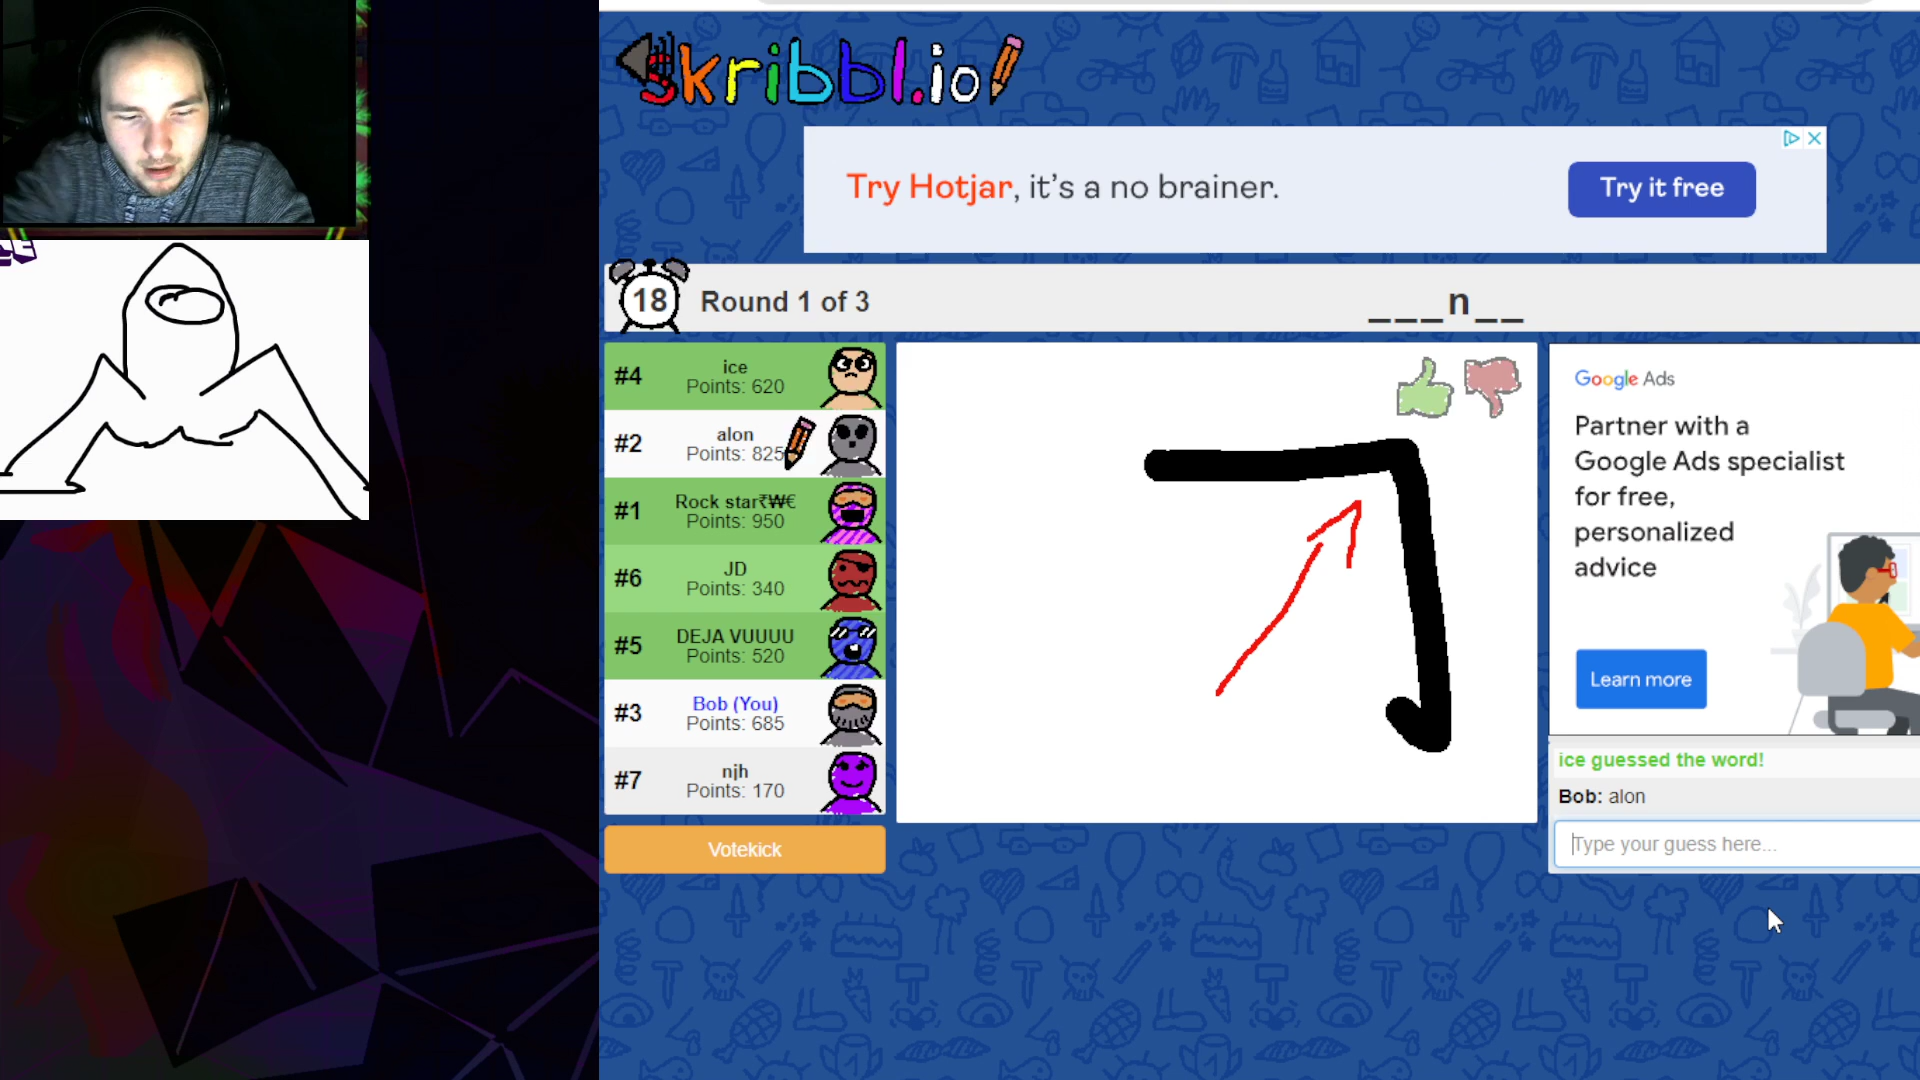 skribbl.io
Try Hotjar, it's a no brainer.
Try it free
18
Round 1 of 3
___n__
#4
ice
Points: 620
#2
alon
Points: 825
#1
Rock star₹₩€
Points: 950
#6
JD
Points: 340
#5
DEJA VUUUU
Points: 520
#3
Bob (You)
Points: 685
#7
njh
Points: 170
Votekick
Google Ads
Partner with a
Google Ads specialist
for free,
personalized
advice
Learn more
ice guessed the word!
Bob: alon
Type your guess here...